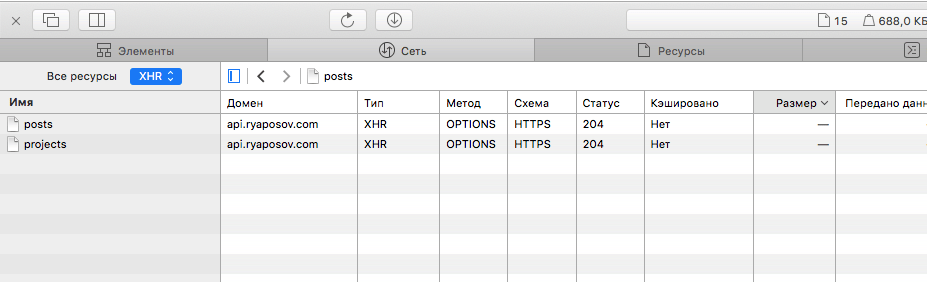 15 688,0 КБ
Элементы Сеть Ресурсы
Все ресурсы XHR posts
Имя Домен Тип Метод Схема Статус Кэшировано Размер Передано данн
posts api.ryaposov.com XHR OPTIONS HTTPS 204 Нет —
projects api.ryaposov.com XHR OPTIONS HTTPS 204 Нет —